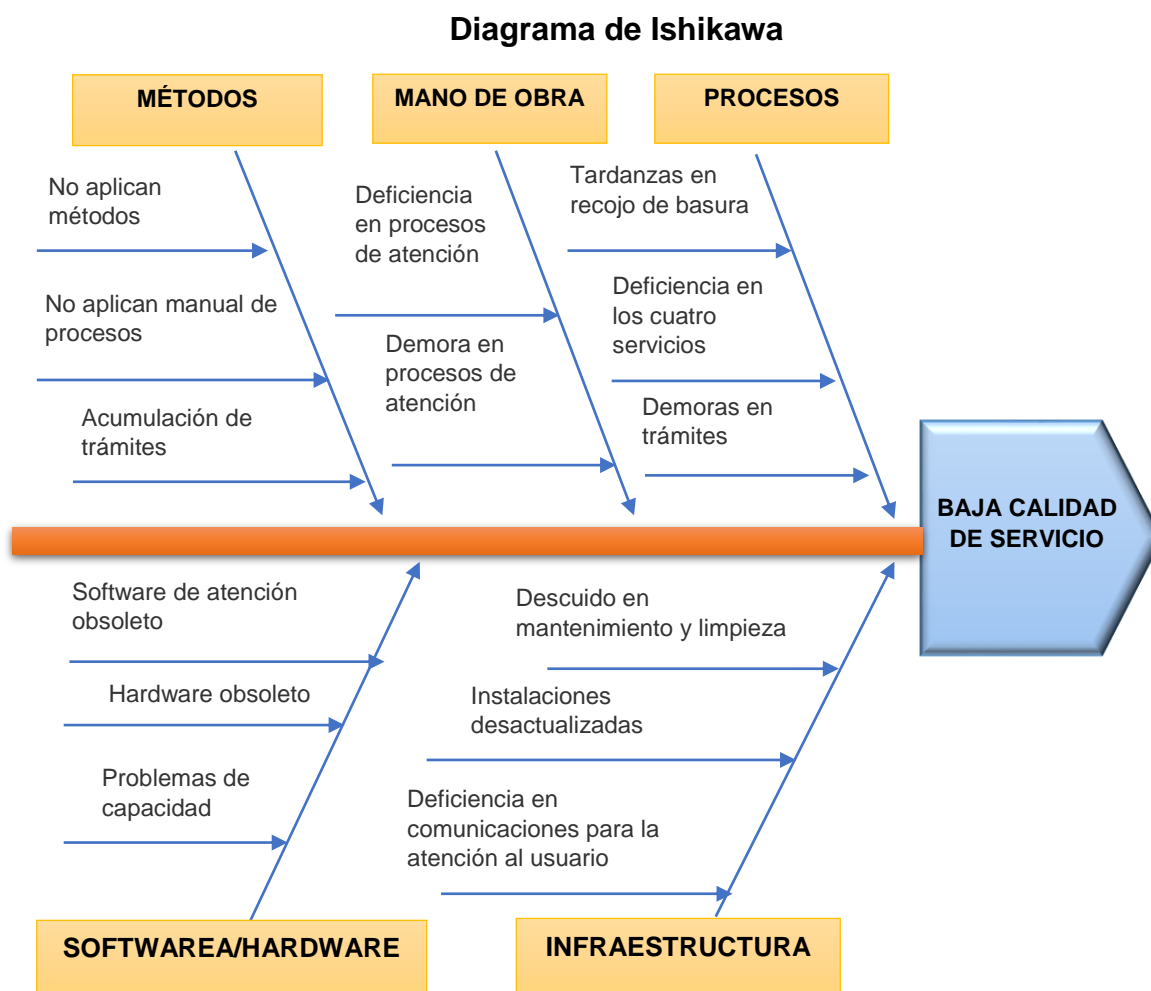 Diagrama de Ishikawa
MÉTODOS
MANO DE OBRA
PROCESOS
No aplican
métodos
No aplican manual de
procesos
Acumulación de
trámites
Deficiencia
en procesos
de atención
Demora en
procesos de
atención
Tardanzas en
recojo de basura
Deficiencia en
los cuatro
servicios
Demoras en
trámites
BAJA CALIDAD
DE SERVICIO
Software de atención
obsoleto
Hardware obsoleto
Problemas de
capacidad
Descuido en
mantenimiento y limpieza
Instalaciones
desactualizadas
Deficiencia en
comunicaciones para la
atención al usuario
SOFTWAREA/HARDWARE
INFRAESTRUCTURA